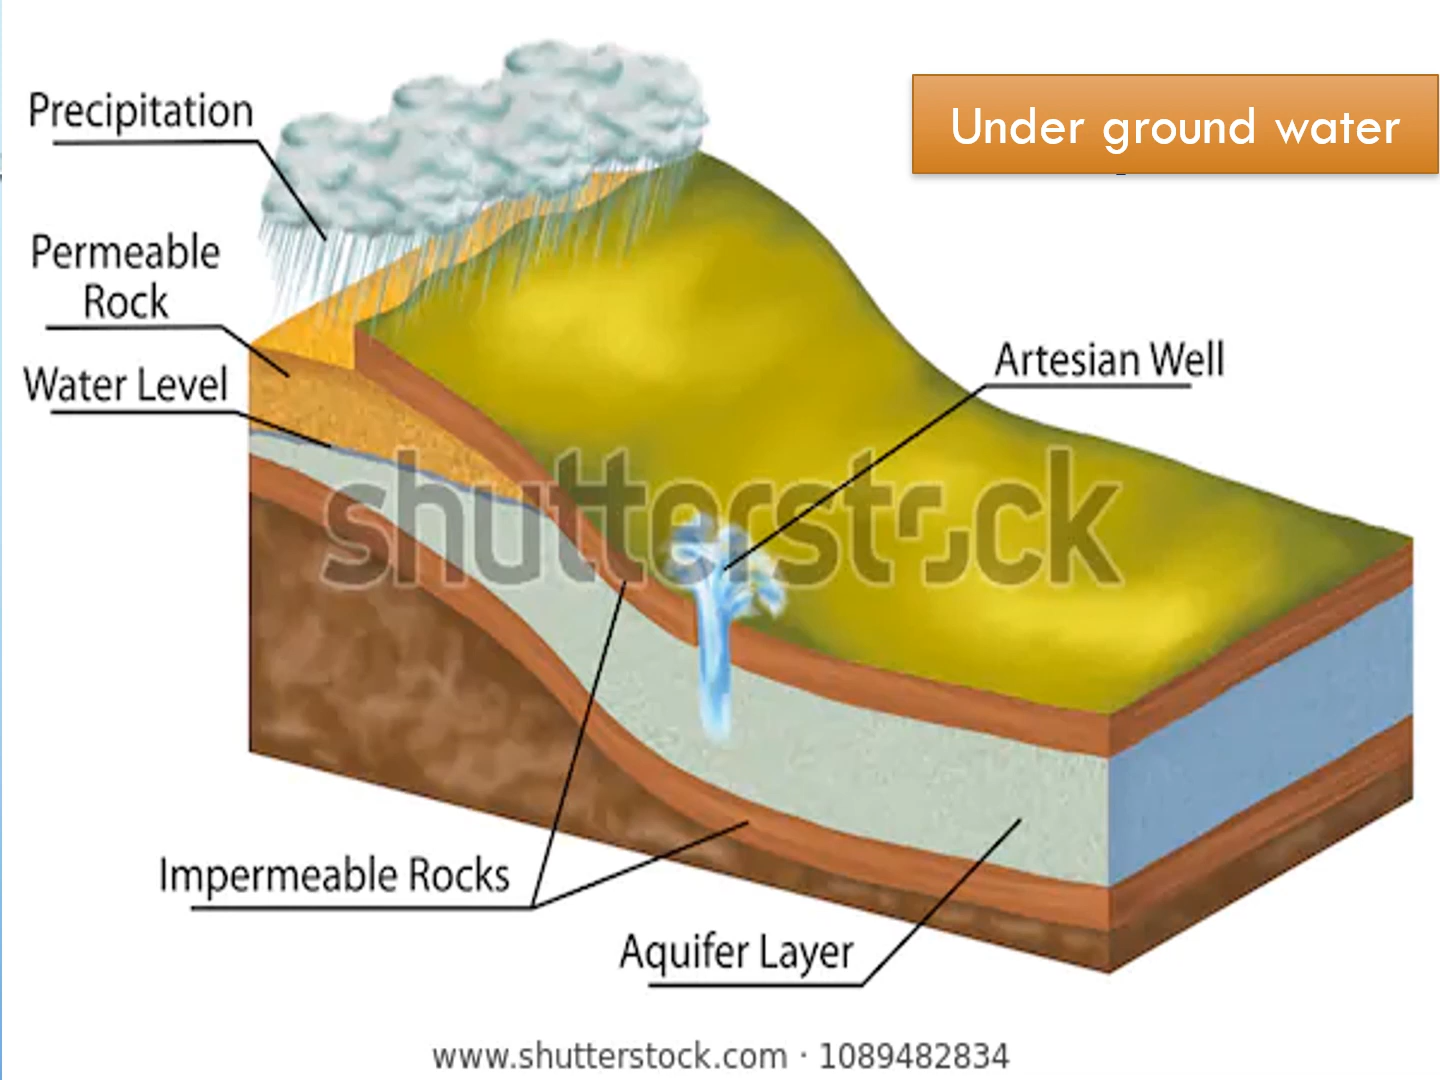 Under ground water
Precipitation
Permeable
Rock
Water Level
Artesian Well
shutterstock
Impermeable Rocks
Aquifer Layer
www.shutterstock.com · 1089482834